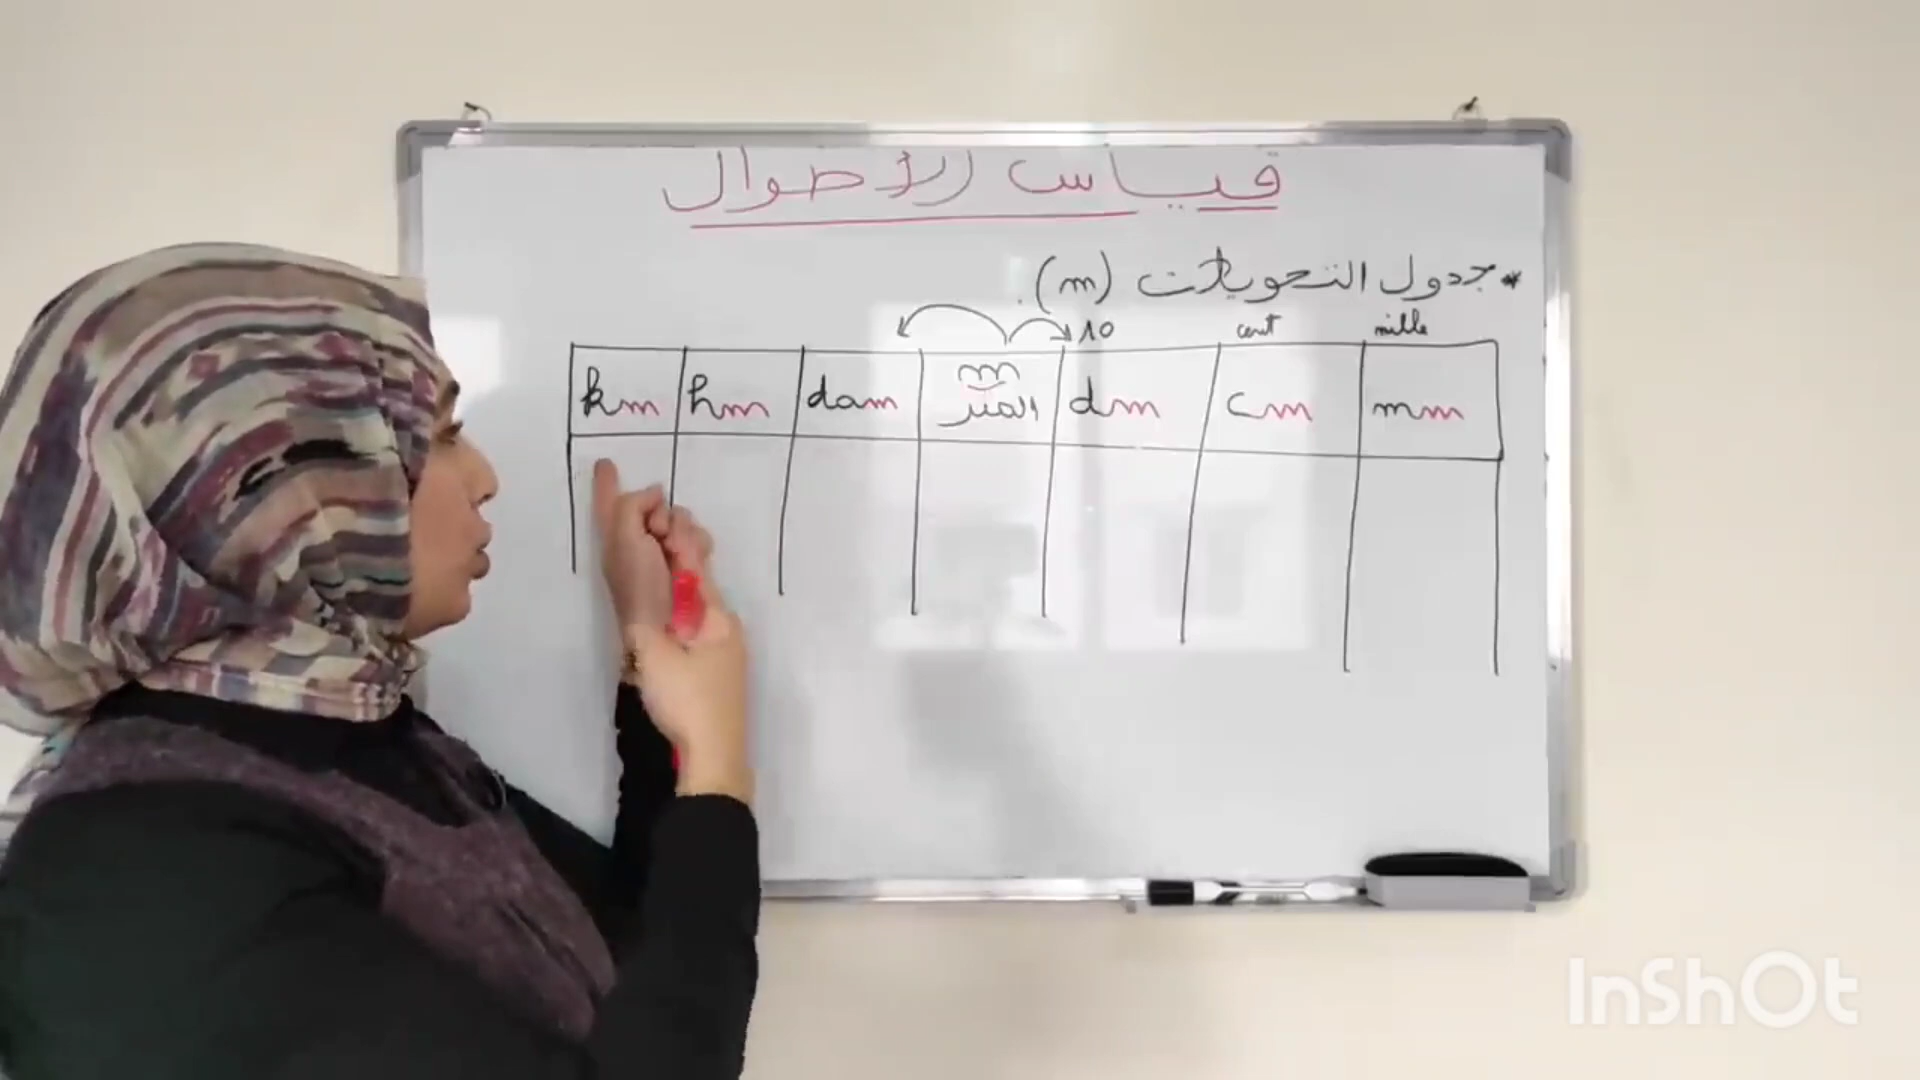 قياس الأطوال
* جدول التحويلات (m).
10 cent mille
km hm dam m المتر dm cm mm
InShOt